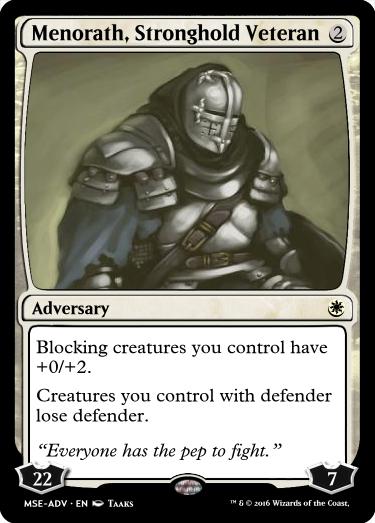 Menorath, Stronghold Veteran 2
Adversary
Blocking creatures you control have
+0/+2.
Creatures you control with defender
lose defender.
“Everyone has the pep to fight.”
22
7
MSE-ADV • EN Taaks
™ & © 2016 Wizards of the Coast.